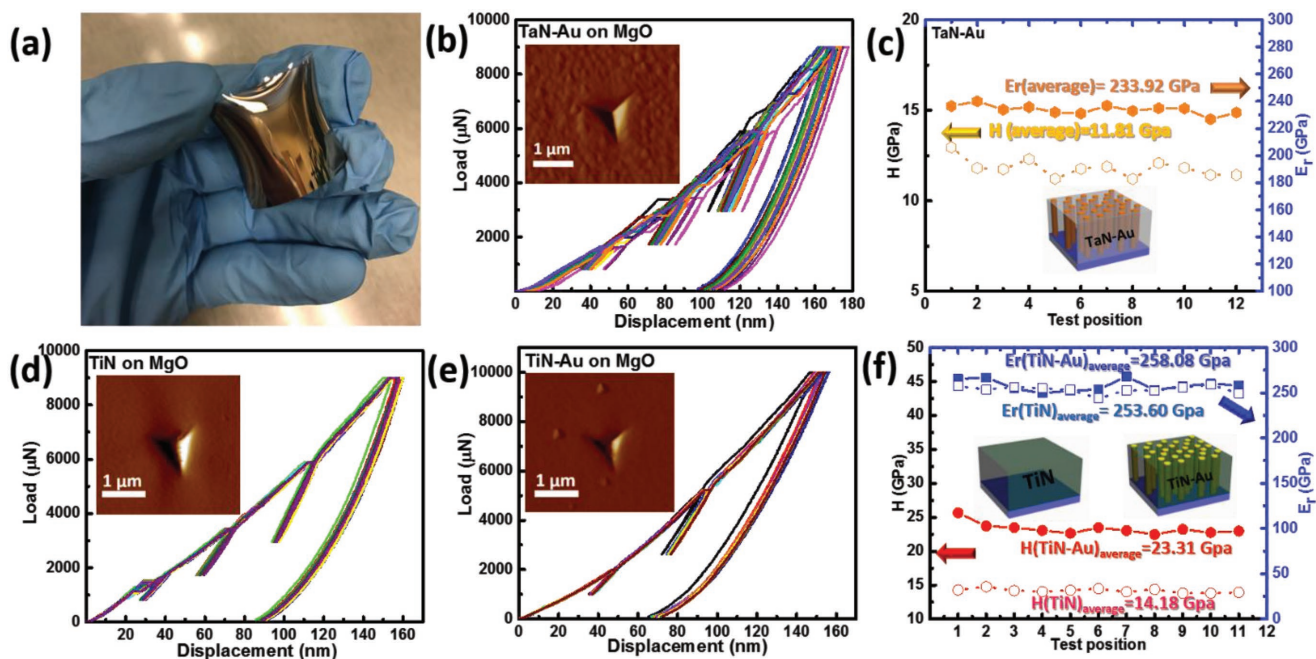 (a)
(b)
10000
8000
6000
4000
2000
0
Load (µN)
TaN-Au on MgO
1 µm
0 20 40 60 80 100 120 140 160 180
Displacement (nm)
(c)
20
15
10
5
H (GPa)
TaN-Au
Er(average)= 233.92 GPa
H (average)=11.81 Gpa
TaN-Au
300
280
260
240
220
200
180
160
140
120
100
Er (GPa)
1 2 3 4 5 6 7 8 9 10 11 12
Test position
(d)
10000
8000
6000
4000
2000
0
Load (µN)
TiN on MgO
1 µm
20 40 60 80 100 120 140 160
Displacement (nm)
(e)
10000
8000
6000
4000
2000
0
Load (µN)
TiN-Au on MgO
1 µm
0 20 40 60 80 100 120 140 160
Displacement (nm)
(f)
50
45
40
35
30
25
20
15
10
H (GPa)
Er(TiN-Au)average=258.08 Gpa
Er(TiN)average= 253.60 Gpa
TiN
TiN-Au
H(TiN-Au)average=23.31 Gpa
H(TiN)average=14.18 Gpa
300
250
200
150
100
50
0
Er (GPa)
1 2 3 4 5 6 7 8 9 10 11 12
Test position